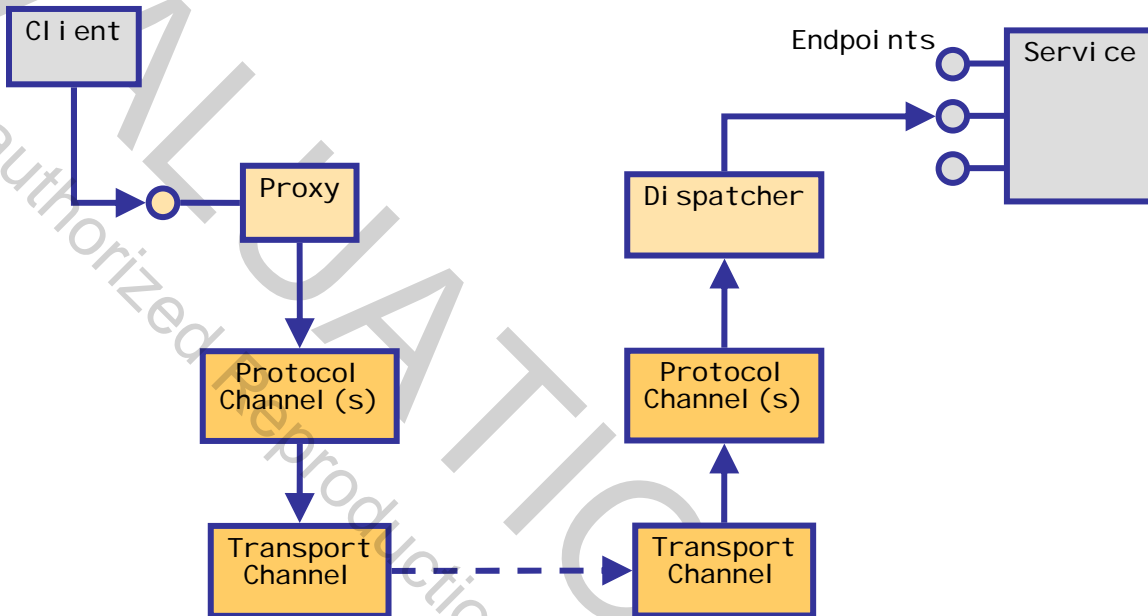 Client
Endpoints
Service
Proxy
Dispatcher
Protocol
Channel(s)
Protocol
Channel(s)
Transport
Channel
Transport
Channel